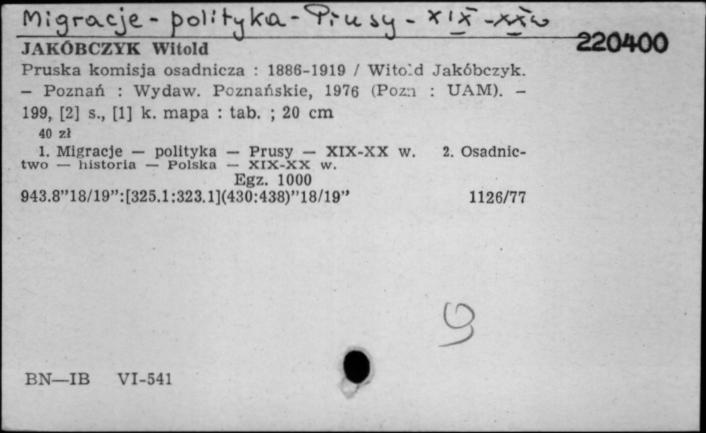 Migracje - polityka - Prusy - XIX-XX w
220400
JAKÓBCZYK Witold
Pruska komisja osadnicza : 1886-1919 / Witold Jakóbczyk.
— Poznań : Wydaw. Poznańskie, 1976 (Pozn : UAM). —
199, [2] s., [1] k. mapa : tab. ; 20 cm
40 zł
1. Migracje — polityka — Prusy — XIX-XX w. 2. Osadnic-
two — historia — Polska — XIX-XX w.
Egz. 1000
943.8"18/19":[325.1:323.1](430:438)"18/19" 1126/77
BN—IB VI-541